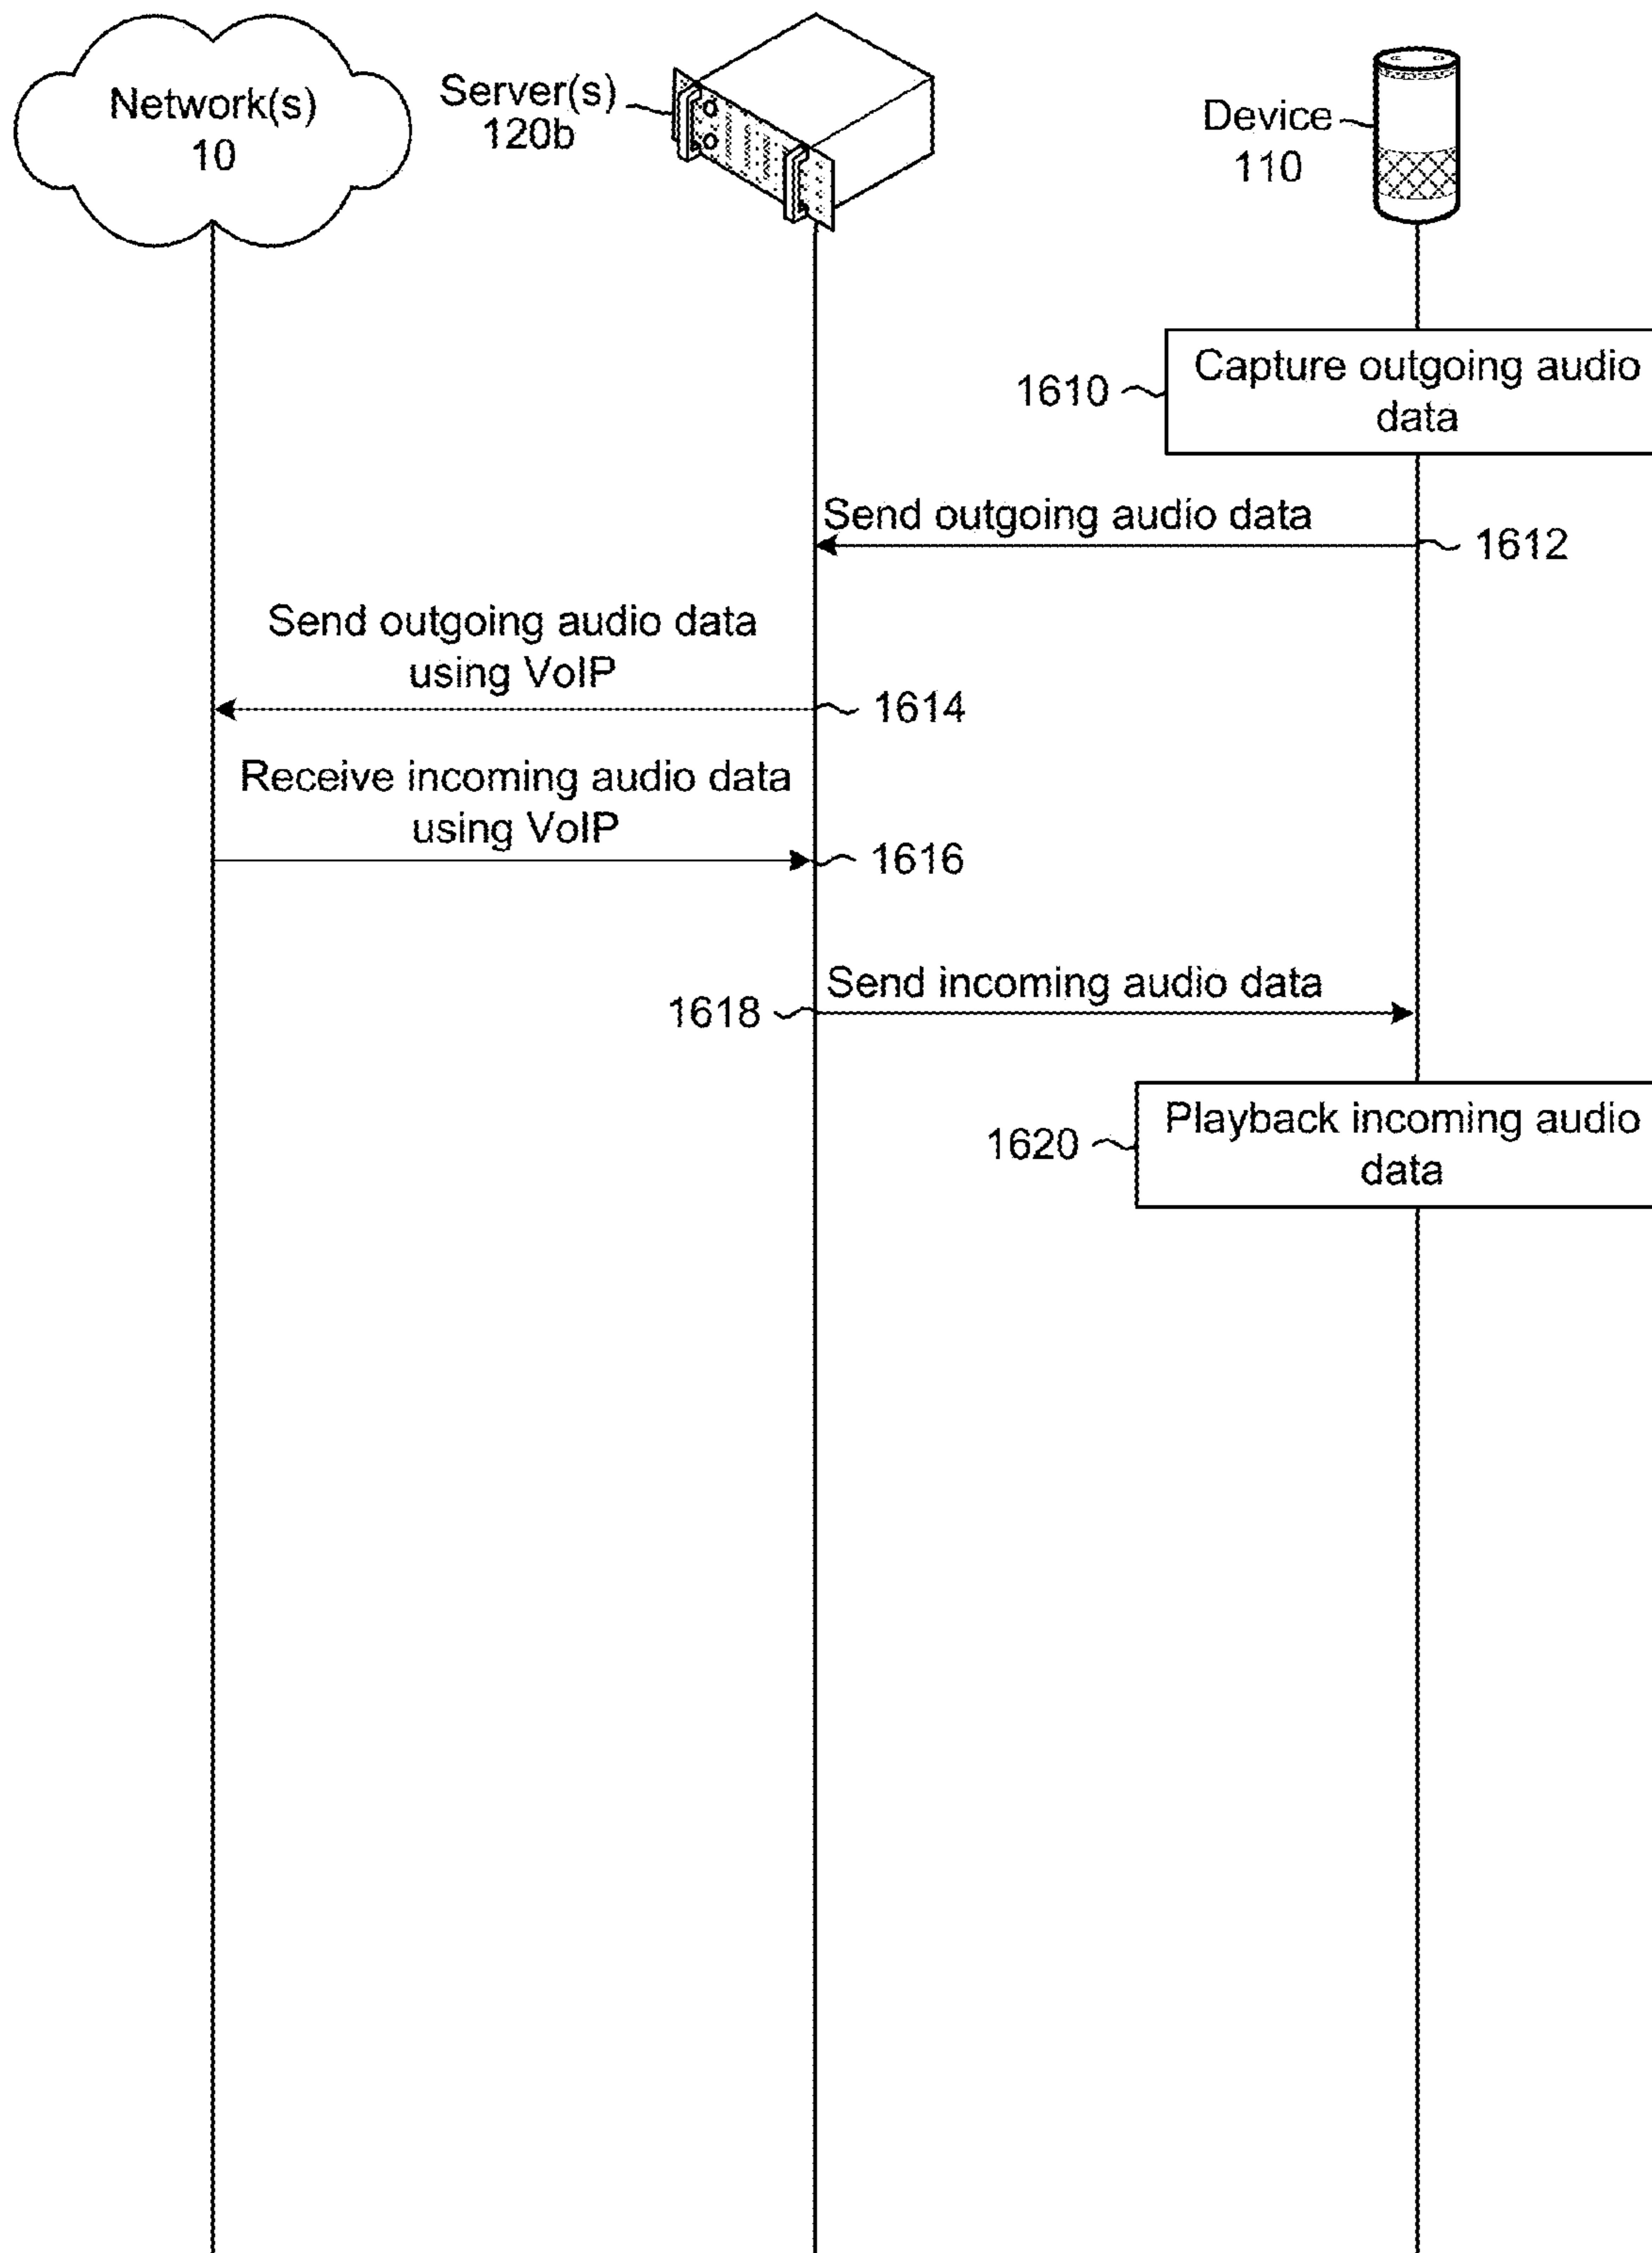 Network(s)
10
Server(s)
120b
Device
110
Capture outgoing audio
data
1610
Send outgoing audio data
1612
Send outgoing audio data
using VoIP
1614
Receive incoming audio data
using VoIP
1616
Send incoming audio data
1618
Playback incoming audio
data
1620